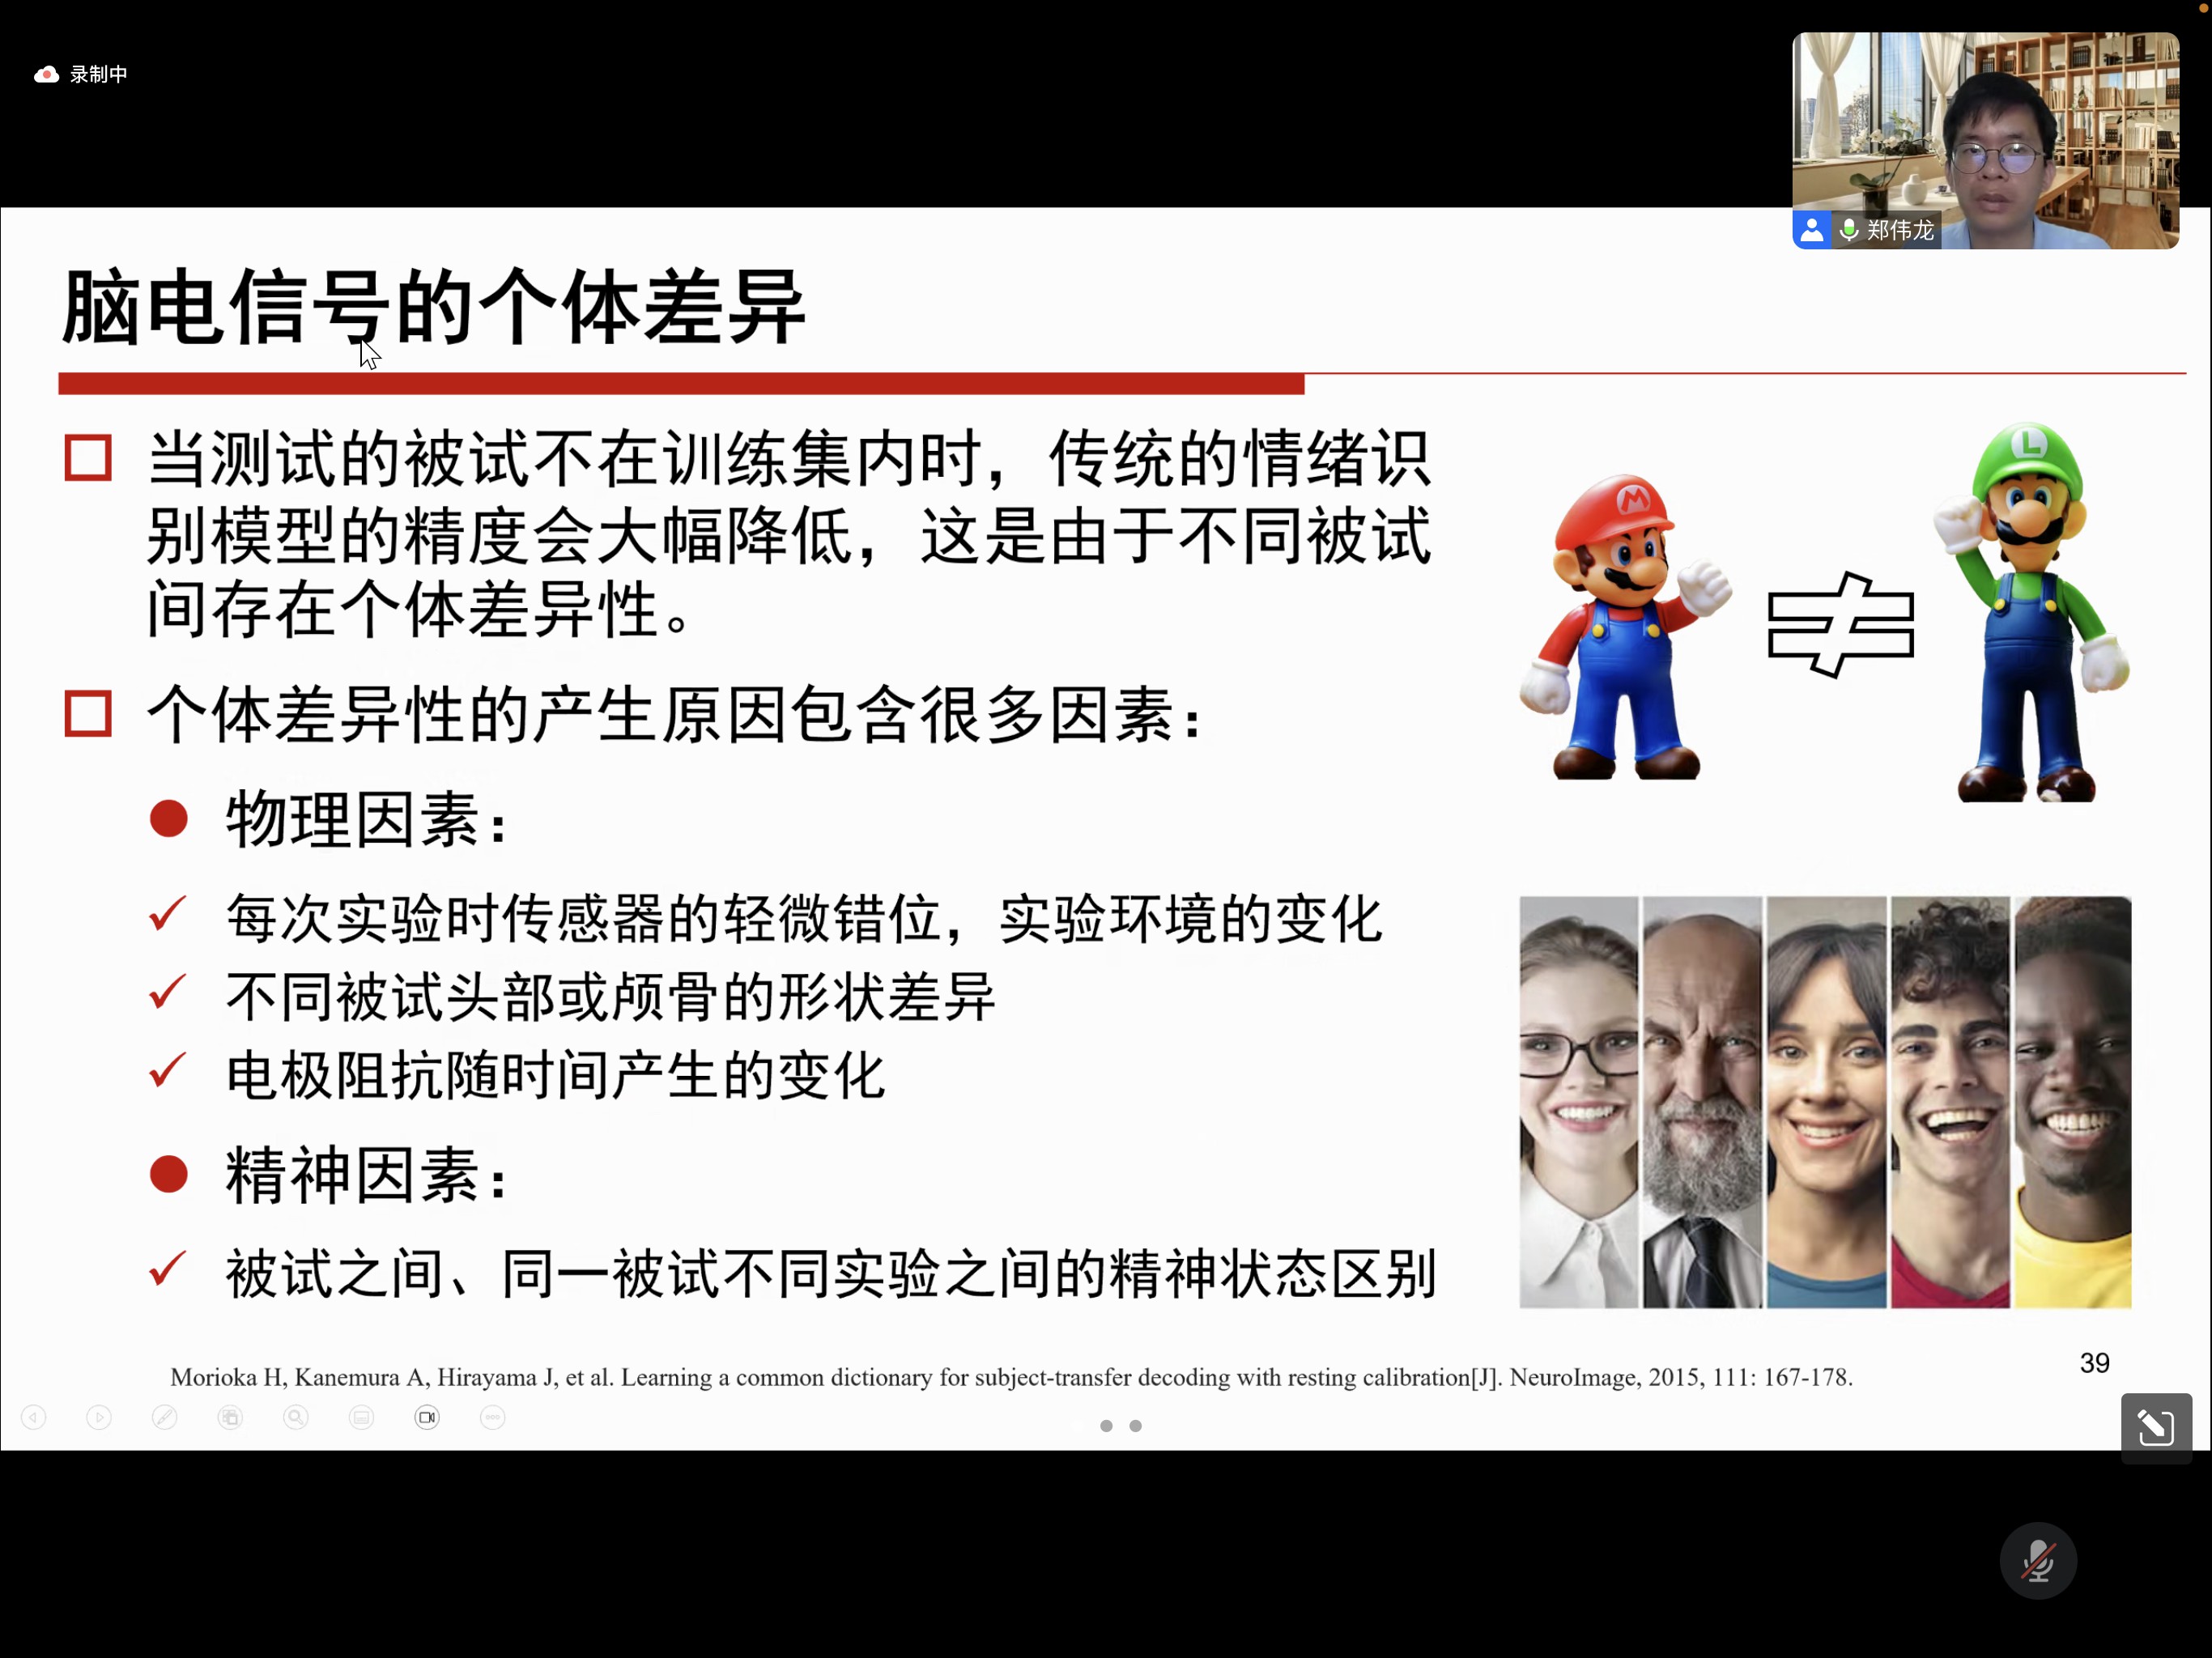 录制中
郑伟龙
脑电信号的个体差异
当测试的被试不在训练集内时，传统的情绪识
别模型的精度会大幅降低，这是由于不同被试
间存在个体差异性。
个体差异性的产生原因包含很多因素：
物理因素：
每次实验时传感器的轻微错位，实验环境的变化
不同被试头部或颅骨的形状差异
电极阻抗随时间产生的变化
精神因素：
被试之间、同一被试不同实验之间的精神状态区别
M
L
≠
Morioka H, Kanemura A, Hirayama J, et al. Learning a common dictionary for subject-transfer decoding with resting calibration[J]. NeuroImage, 2015, 111: 167-178.
39